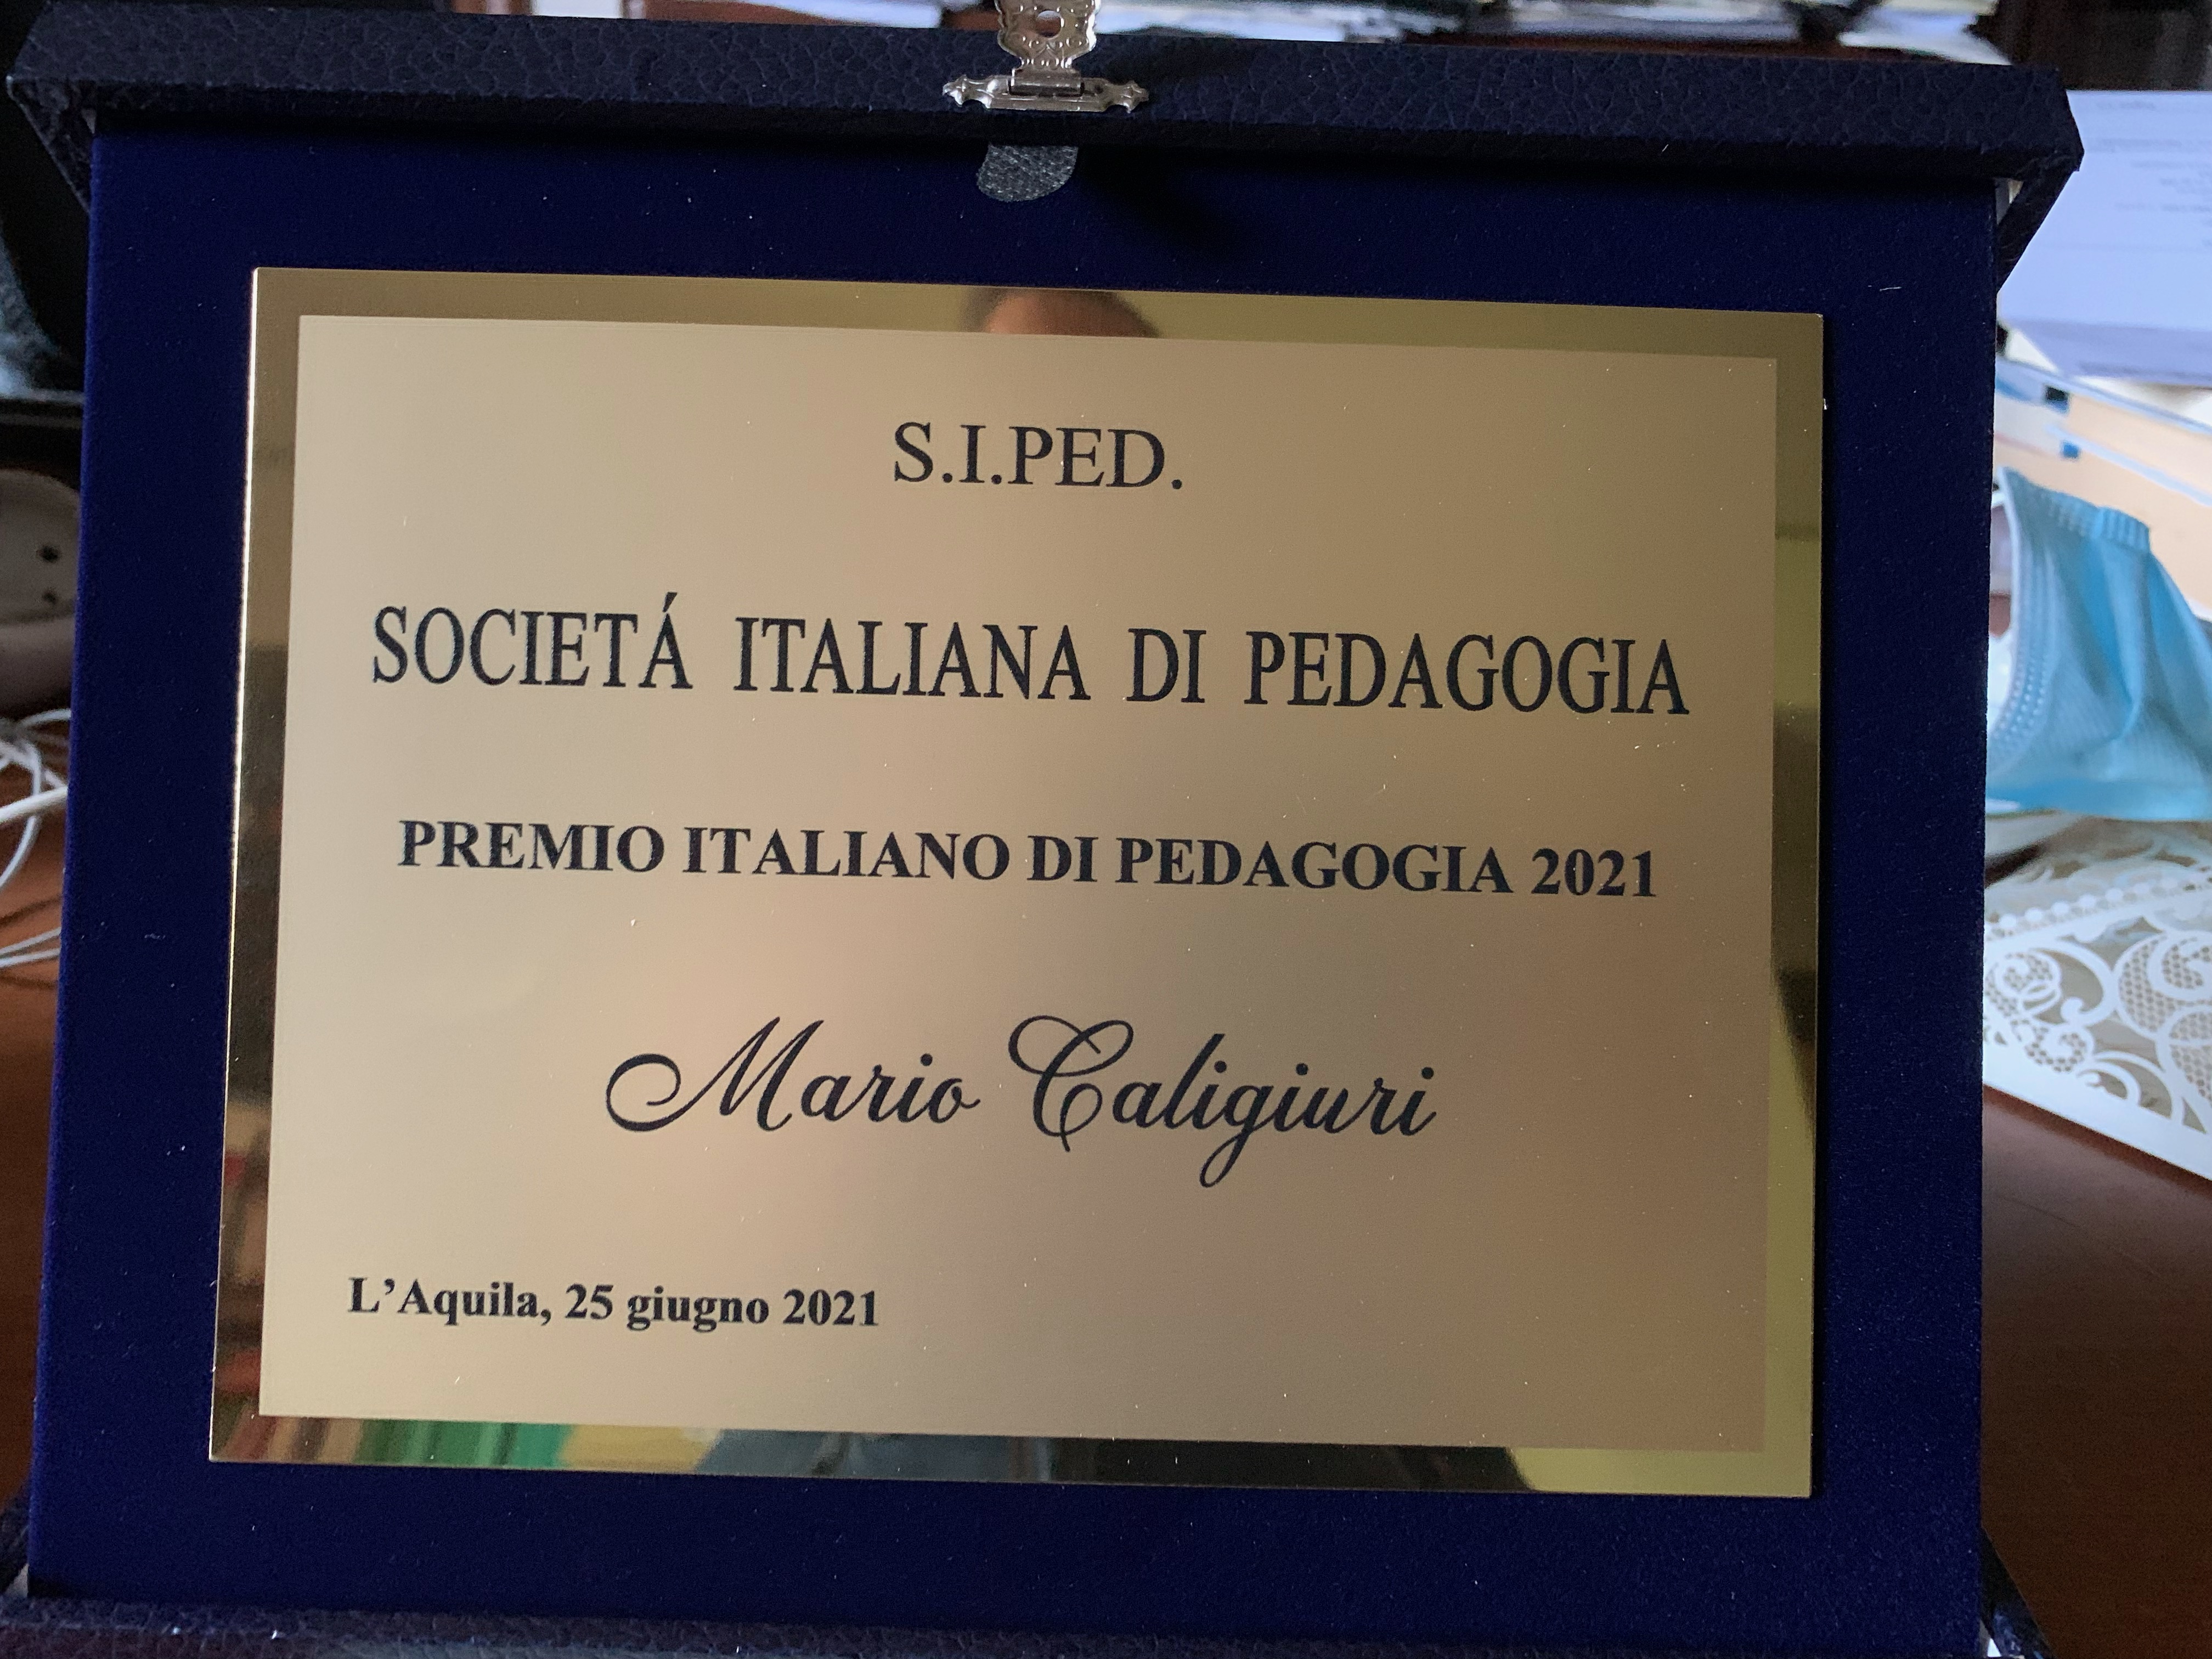 S.I.PED.
SOCIETÁ ITALIANA DI PEDAGOGIA
PREMIO ITALIANO DI PEDAGOGIA 2021
Mario Caligiuri
L’Aquila, 25 giugno 2021